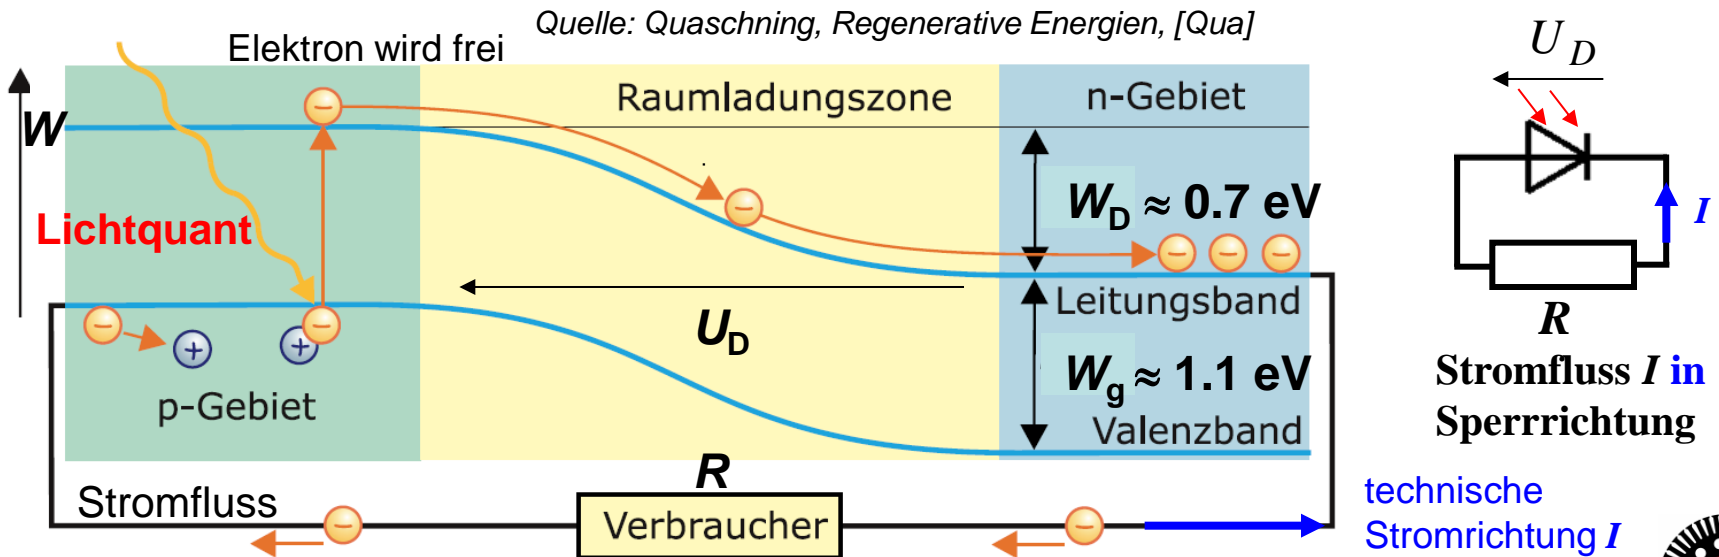 Quelle: Quaschning, Regenerative Energien, [Qua]
Elektron wird frei
W
Raumladungszone
n-Gebiet
Lichtquant
W_D ≈ 0.7 eV
U_D
Leitungsband
W_g ≈ 1.1 eV
p-Gebiet
Valenzband
Stromfluss
R
Verbraucher
U_D
I
R
Stromfluss I in
Sperrrichtung
technische
Stromrichtung I